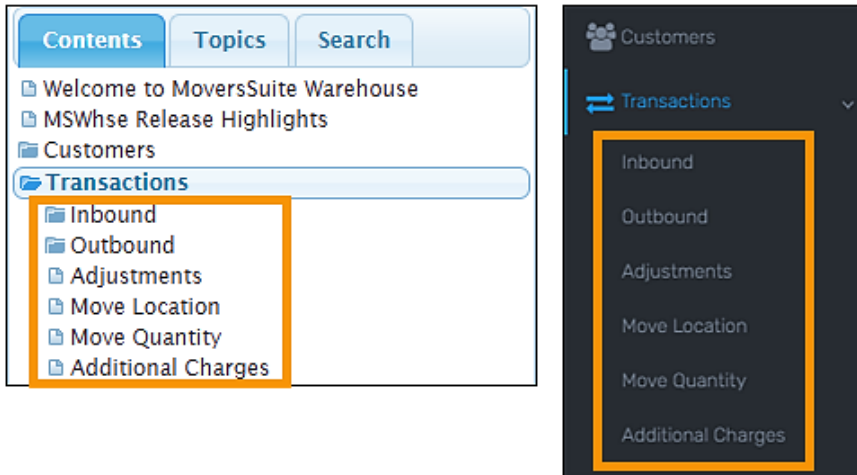 Contents Topics Search
Welcome to MoversSuite Warehouse
MSWhse Release Highlights
Customers
Transactions
Inbound
Outbound
Adjustments
Move Location
Move Quantity
Additional Charges
Customers
Transactions
Inbound
Outbound
Adjustments
Move Location
Move Quantity
Additional Charges